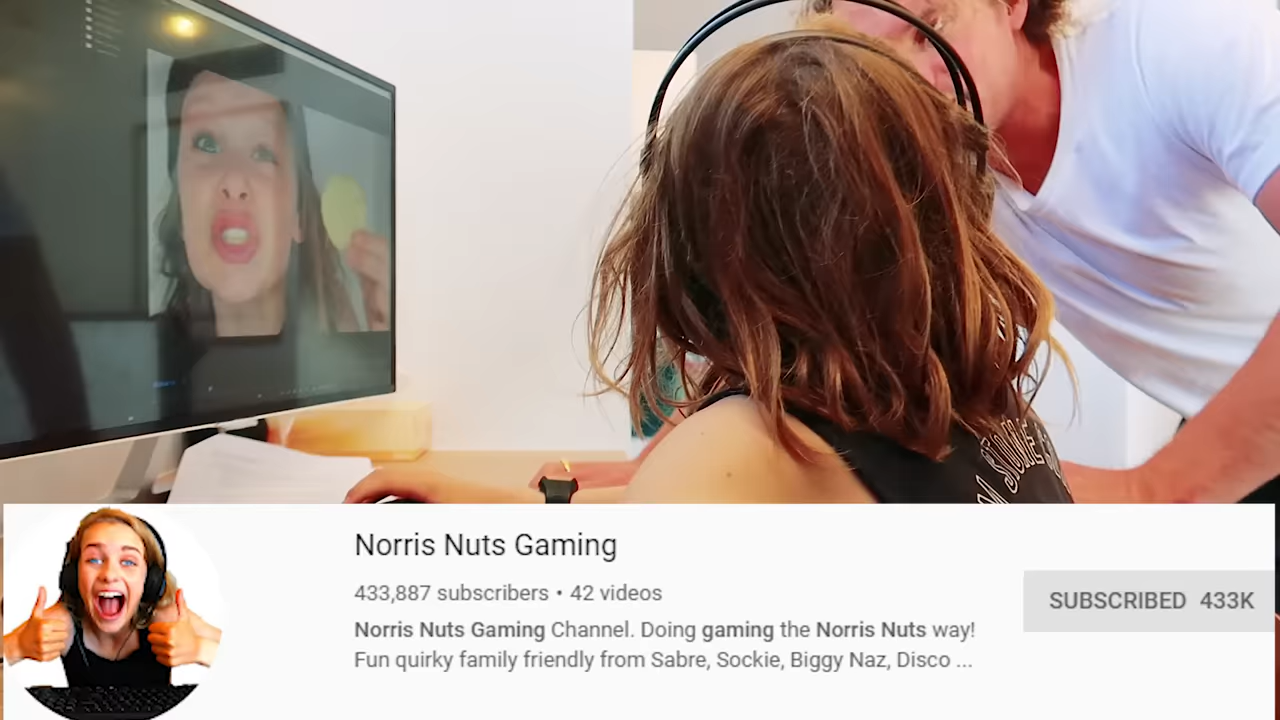 Norris Nuts Gaming
433,887 subscribers • 42 videos
SUBSCRIBED 433K
Norris Nuts Gaming Channel. Doing gaming the Norris Nuts way!
Fun quirky family friendly from Sabre, Sockie, Biggy Naz, Disco ...